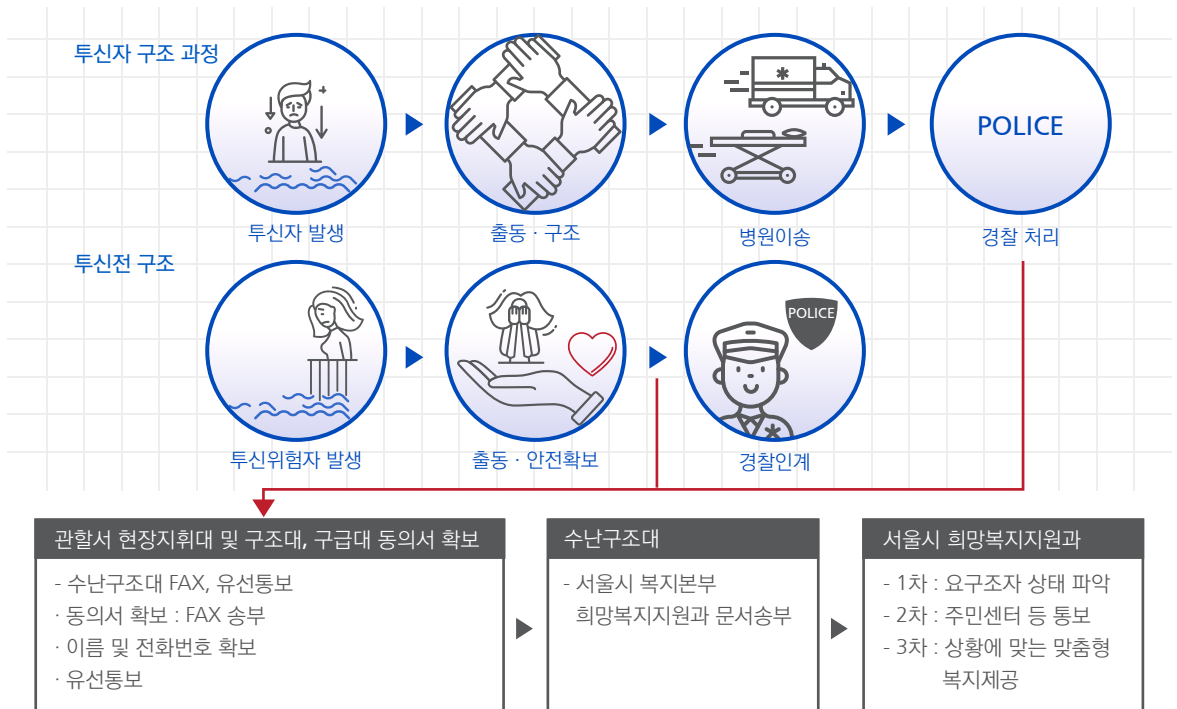 투신자 구조 과정
POLICE
투신자 발생
출동 · 구조
병원이송
경찰 처리
투신전 구조
POLICE
투신위험자 발생
출동 · 안전확보
경찰인계
관할서 현장지휘대 및 구조대, 구급대 동의서 확보
- 수난구조대 FAX, 유선통보
· 동의서 확보 : FAX 송부
· 이름 및 전화번호 확보
· 유선통보
수난구조대
- 서울시 복지본부
희망복지지원과 문서송부
서울시 희망복지지원과
- 1차 : 요구조자 상태 파악
- 2차 : 주민센터 등 통보
- 3차 : 상황에 맞는 맞춤형
복지제공